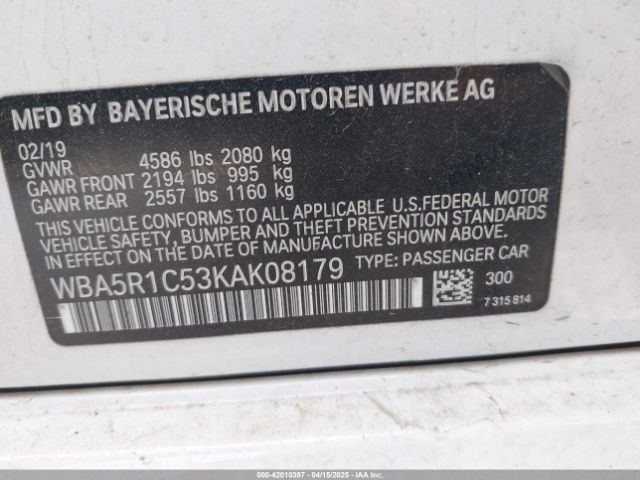 MFD BY BAYERISCHE MOTOREN WERKE AG
02/19
GVWR 4586 lbs 2080 kg
GAWR FRONT 2194 lbs 995 kg
GAWR REAR 2557 lbs 1160 kg
THIS VEHICLE CONFORMS TO ALL APPLICABLE U.S.FEDERAL MOTOR
VEHICLE SAFETY, BUMPER AND THEFT PREVENTION STANDARDS
IN EFFECT ON THE DATE OF MANUFACTURE SHOWN ABOVE.
WBA5R1C53KAK08179 TYPE: PASSENGER CAR
300
7 315 814
000-42010397 - 04/15/2025 - IAAI.COM